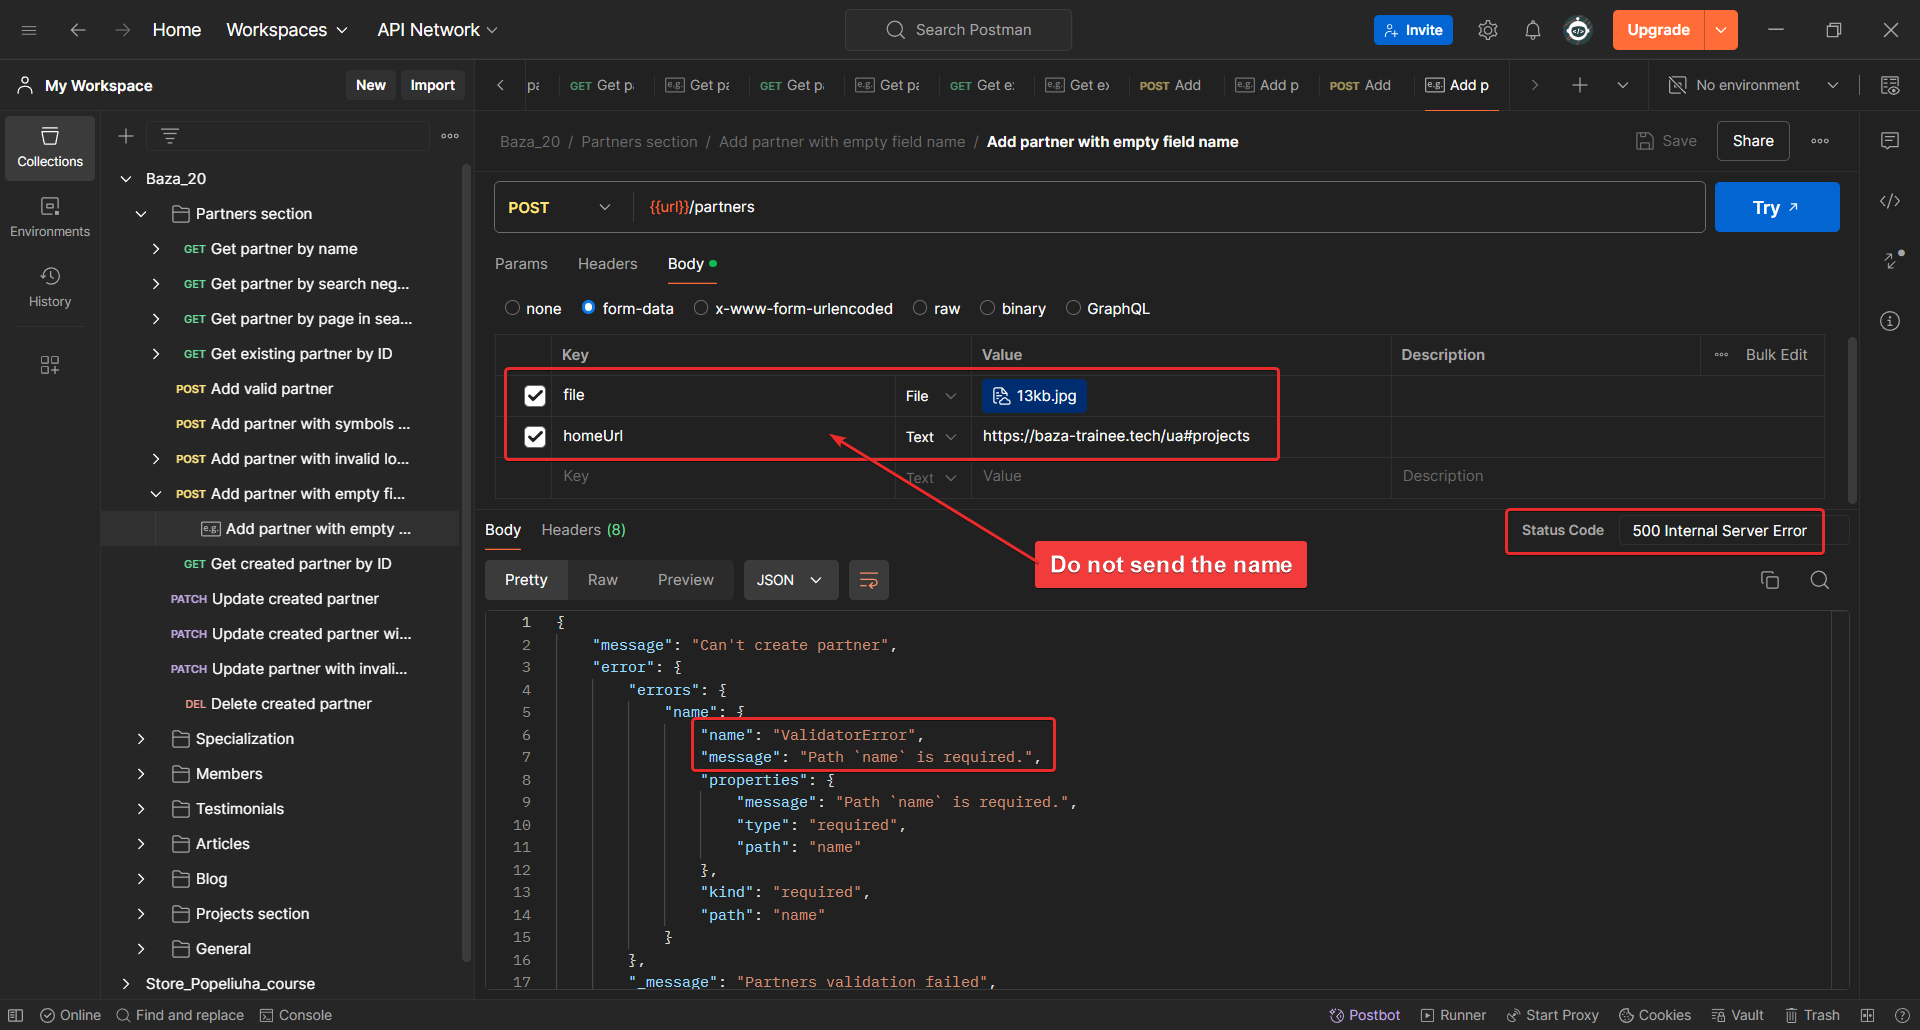 Home Workspaces API Network Search Postman Invite Upgrade
My Workspace New Import
pa GET Get pa e.g. Get pa GET Get pa e.g. Get pa GET Get ex e.g. Get ex POST Add POST Add e.g. Add p POST Add e.g. Add p No environment
Collections
Environments
History
Baza_20
Partners section
GET Get partner by name
GET Get partner by search neg...
GET Get partner by page in sea...
GET Get existing partner by ID
POST Add valid partner
POST Add partner with symbols ...
POST Add partner with invalid lo...
POST Add partner with empty fi...
e.g. Add partner with empty ...
GET Get created partner by ID
PATCH Update created partner
PATCH Update created partner wi...
PATCH Update partner with invali...
DEL Delete created partner
Specialization
Members
Testimonials
Articles
Blog
Projects section
General
Store_Popeliuha_course
Baza_20 / Partners section / Add partner with empty field name / Add partner with empty field name Save Share
POST {{url}}/partners Try
Params Headers Body
none form-data x-www-form-urlencoded raw binary GraphQL
Key Value Description Bulk Edit
file File 13kb.jpg
homeUrl Text https://baza-trainee.tech/ua#projects
Key Text Value Description
Body Headers (8) Status Code 500 Internal Server Error
Do not send the name
Pretty Raw Preview JSON
1 {
2 "message": "Can't create partner",
3 "error": {
4 "errors": {
5 "name": {
6 "name": "ValidatorError",
7 "message": "Path `name` is required.",
8 "properties": {
9 "message": "Path `name` is required.",
10 "type": "required",
11 "path": "name"
12 },
13 "kind": "required",
14 "path": "name"
15 }
16 },
17 "_message": "Partners validation failed",
Online Find and replace Console Postbot Runner Start Proxy Cookies Vault Trash